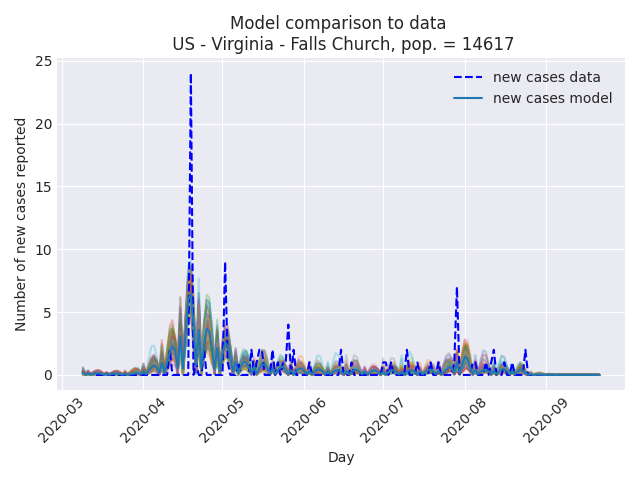 Model comparison to data
US - Virginia - Falls Church, pop. = 14617
new cases data
new cases model
Number of new cases reported
25
20
15
10
5
0
2020-03
2020-04
2020-05
2020-06
2020-07
2020-08
2020-09
Day